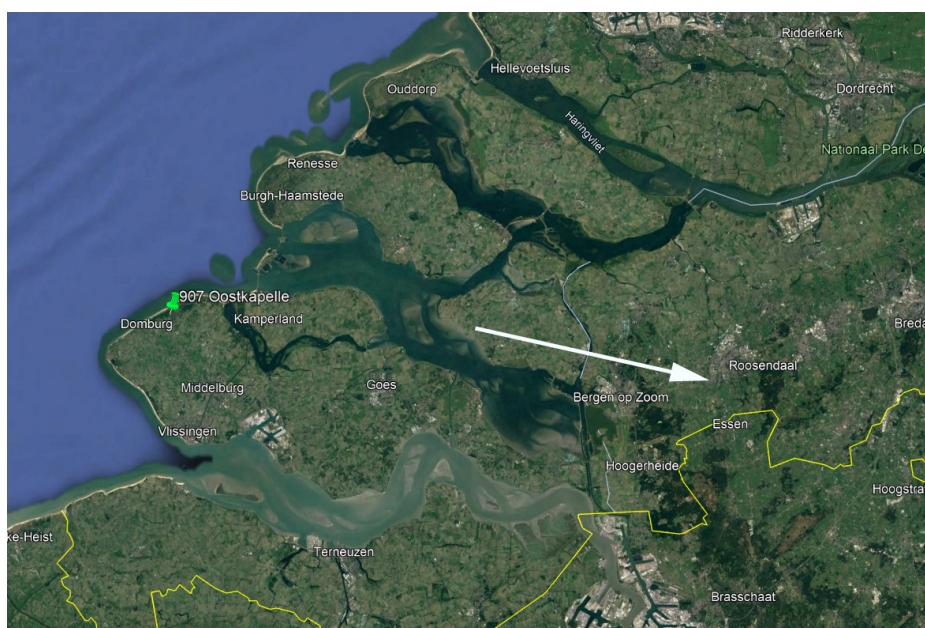 Ridderkerk
Hellevoetsluis
Ouddorp
Dordrecht
Haringvliet
Nationaal Park De
Renesse
Burgh-Haamstede
907 Oostkapelle
Domburg
Kamperland
Breda
Roosendaal
Middelburg
Goes
Bergen op Zoom
Essen
Vlissingen
Hoogerheide
Hoogstra
ke-Heist
Terneuzen
Brasschaat